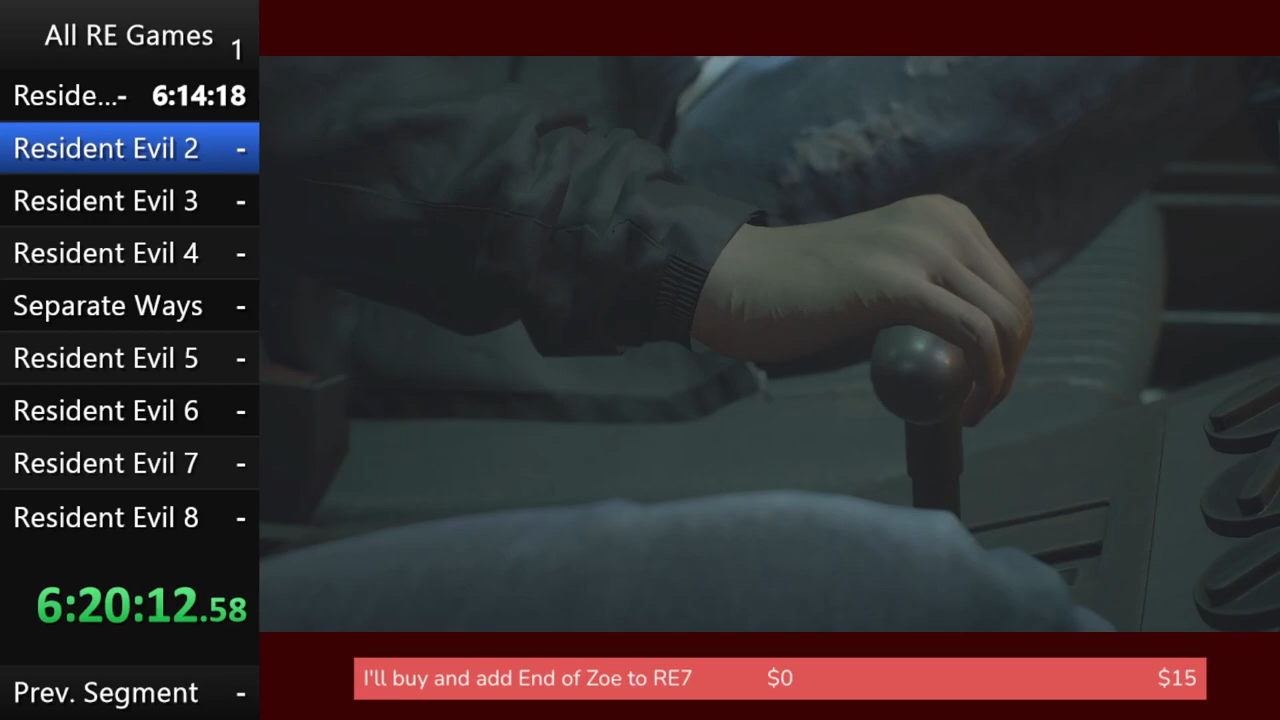 All RE Games
1
Reside...- 6:14:18
Resident Evil 2 -
Resident Evil 3 -
Resident Evil 4 -
Separate Ways -
Resident Evil 5 -
Resident Evil 6 -
Resident Evil 7 -
Resident Evil 8 -
6:20:12.58
Prev. Segment -
I'll buy and add End of Zoe to RE7 $0 $15